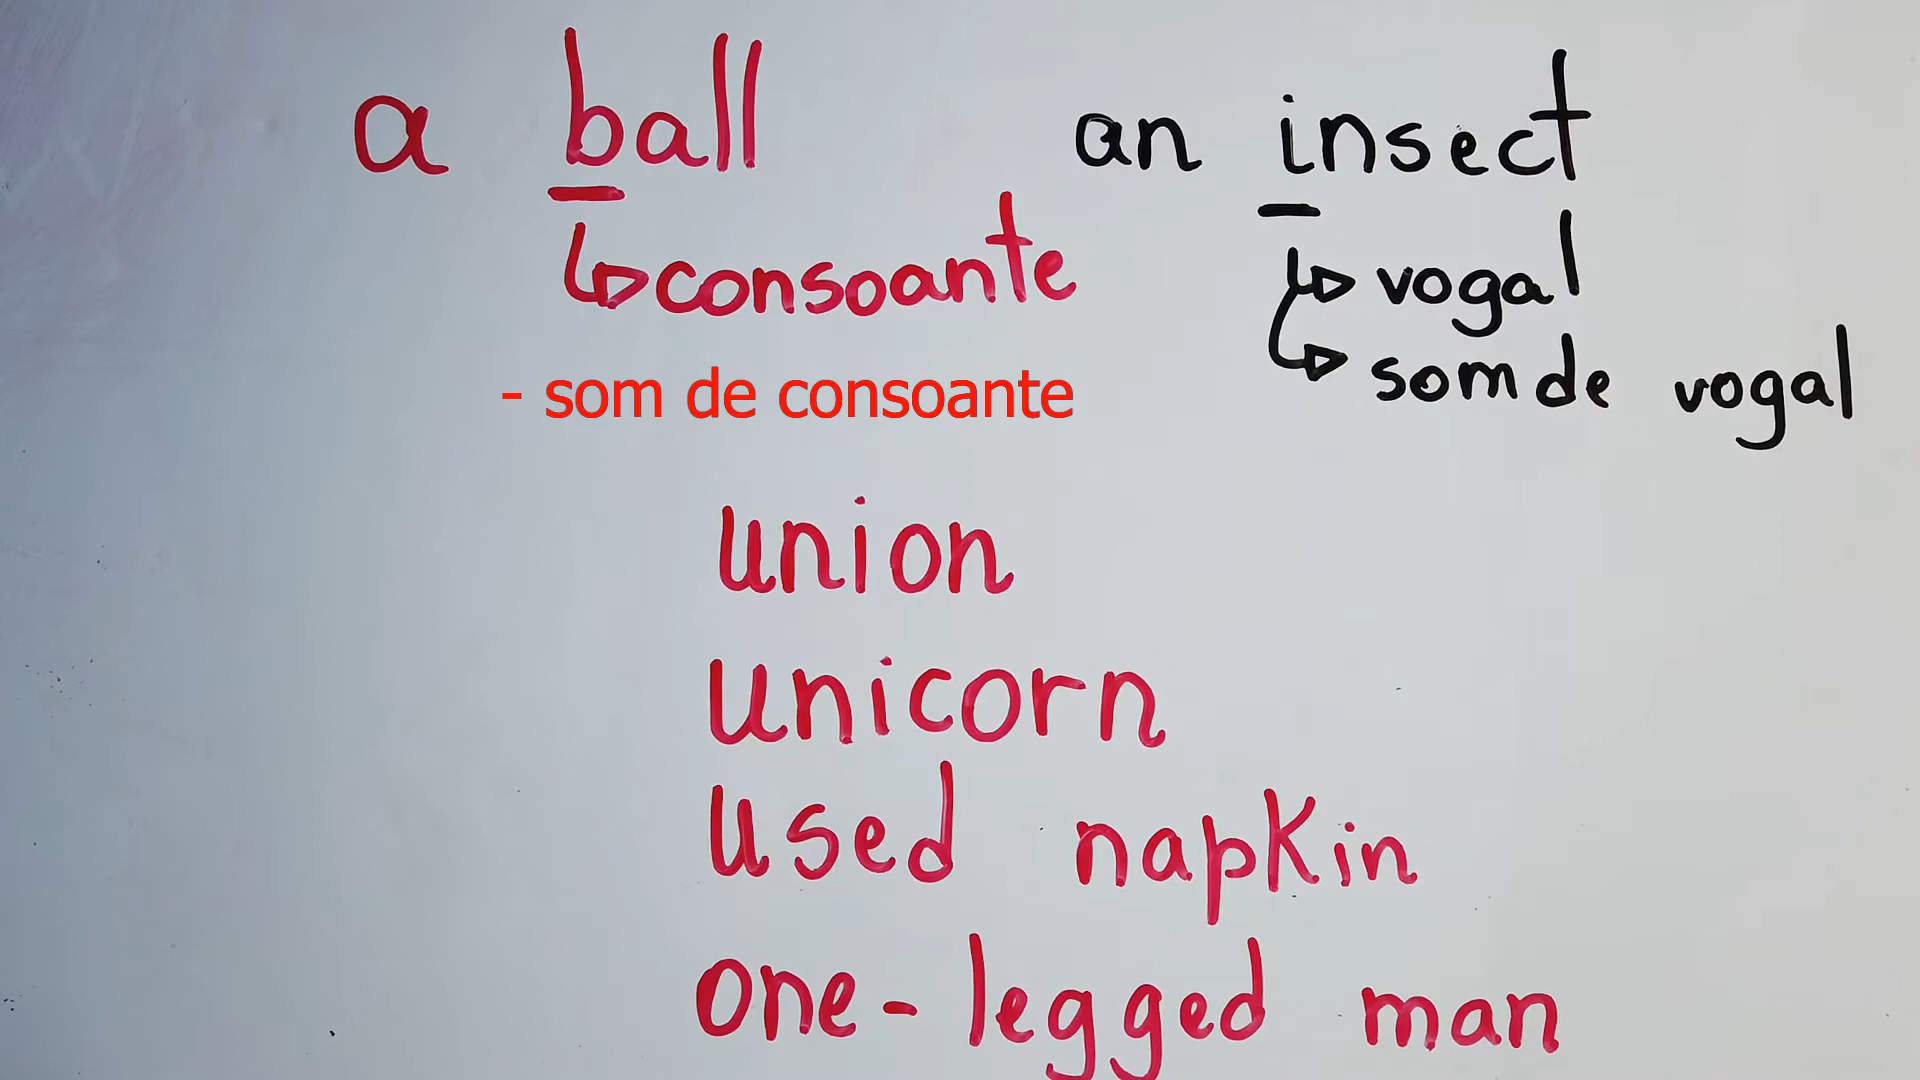 a ball
an insect
consoante
vogal
- som de consoante
som de vogal
union
unicorn
used napkin
one-legged man